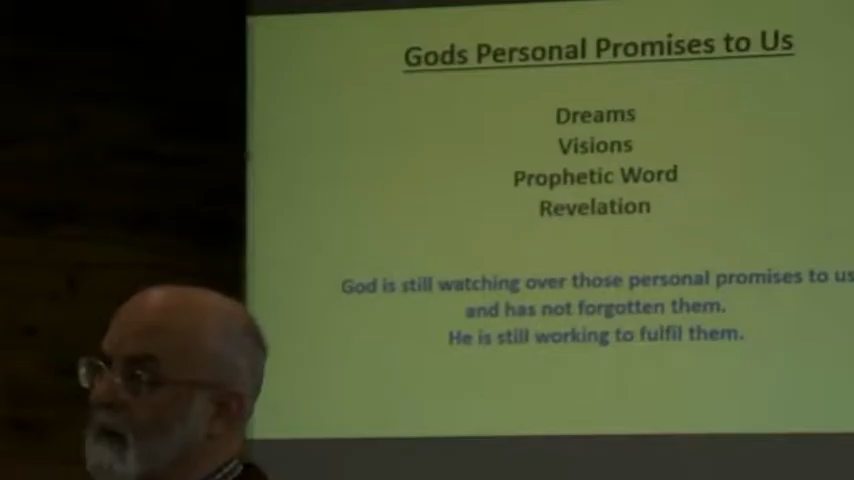 Gods Personal Promises to Us
Dreams
Visions
Prophetic Word
Revelation
God is still watching over those personal promises to us
and has not forgotten them.
He is still working to fulfil them.